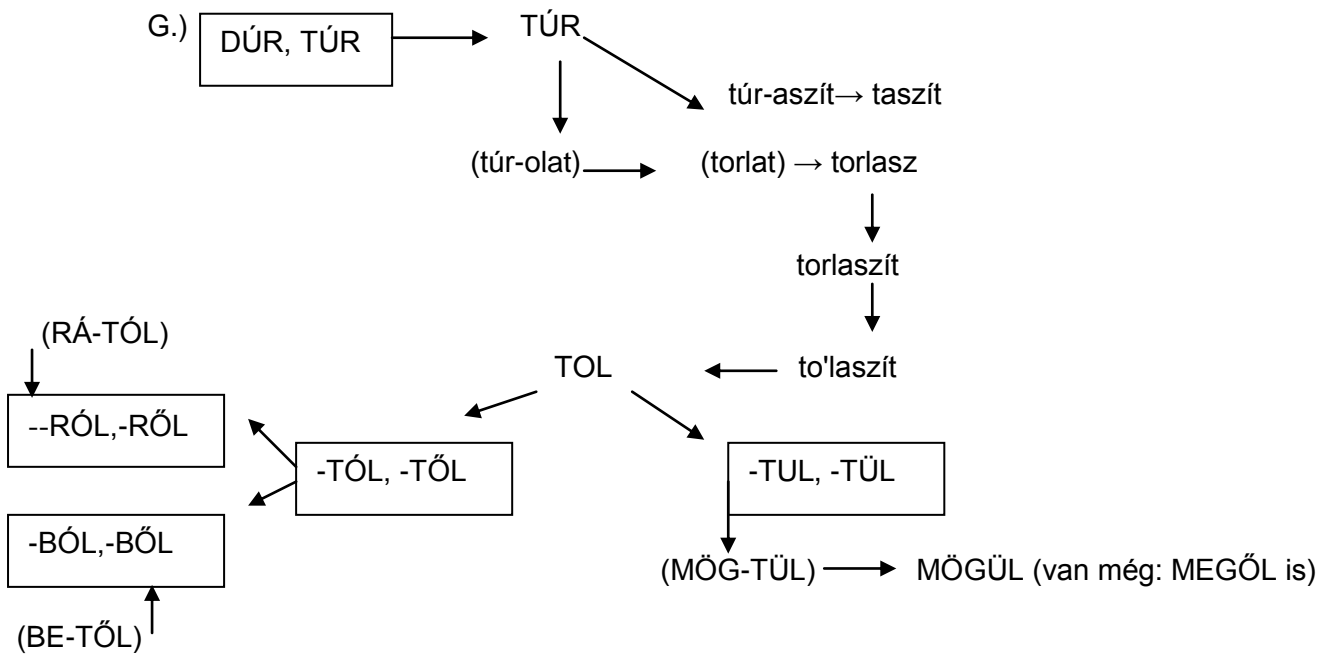 G.) DÚR, TÚR TÚR
túr-aszít→ taszít
(túr-olat) (torlat) → torlasz
torlaszít
(RÁ-TÓL)
TOL to'laszít
--RÓL,-RŐL
-TÓL, -TŐL -TUL, -TÜL
-BÓL,-BŐL
(MÖG-TÜL) MÖGÜL (van még: MEGŐL is)
(BE-TŐL)